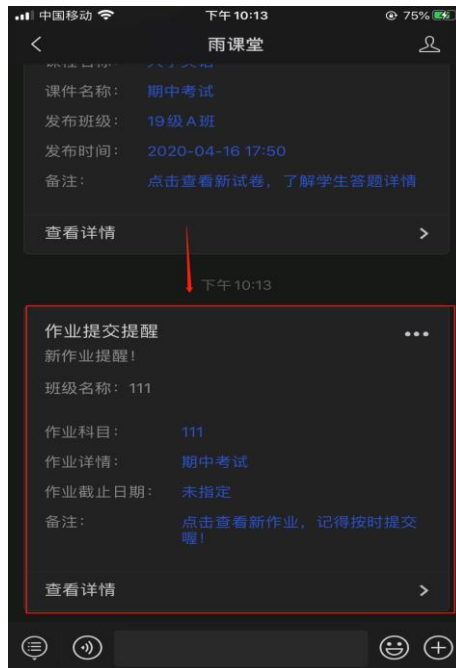 中国移动
下午10:13
75%
雨课堂
课件名称： 期中考试
发布班级： 19级A班
发布时间： 2020-04-16 17:50
备注： 点击查看新试卷，了解学生答题详情
查看详情
下午10:13
作业提交提醒
新作业提醒！
班级名称：111
作业科目： 111
作业详情： 期中考试
作业截止日期： 未指定
备注： 点击查看新作业，记得按时提交
喔！
查看详情